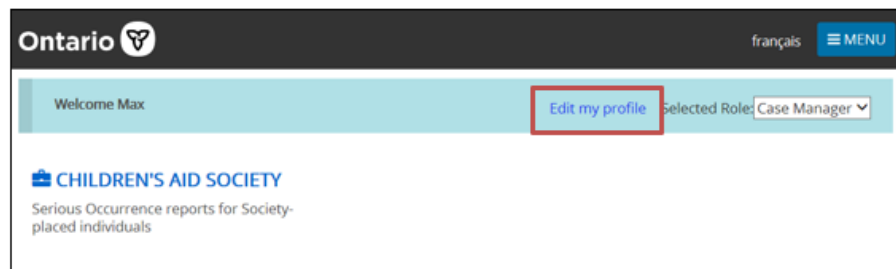 Ontario
français MENU
Welcome Max
Edit my profile Selected Role: Case Manager
CHILDREN'S AID SOCIETY
Serious Occurrence reports for Society-
placed individuals